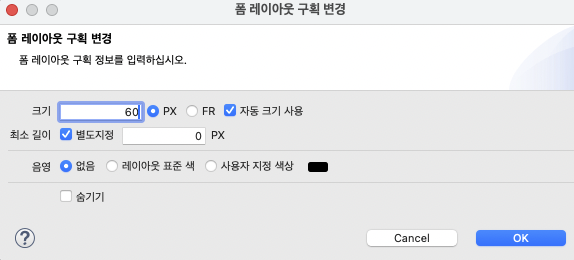 폼 레이아웃 구획 변경
폼 레이아웃 구획 변경
폼 레이아웃 구획 정보를 입력하십시오.
크기 60 PX FR 자동 크기 사용
최소 길이 별도지정 0 PX
음영 없음 레이아웃 표준 색 사용자 지정 색상
숨기기
? Cancel OK